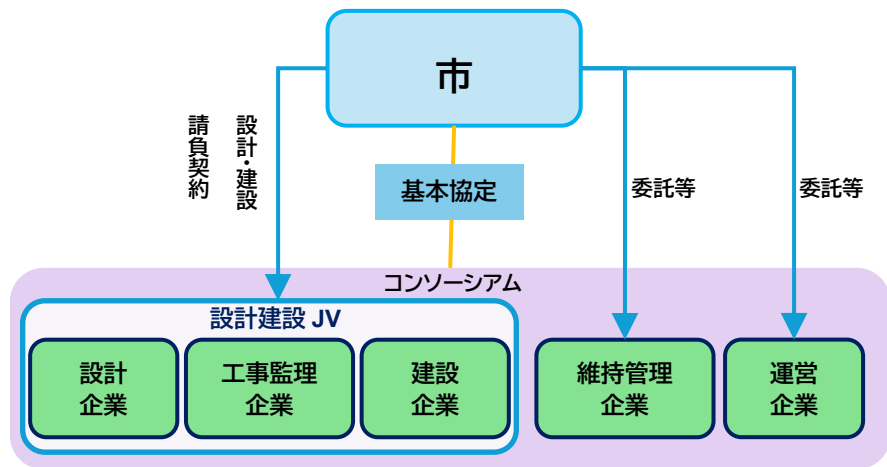 市
設計・建設
請負契約
基本協定
委託等
委託等
コンソーシアム
設計建設 JV
設計
企業
工事監理
企業
建設
企業
維持管理
企業
運営
企業